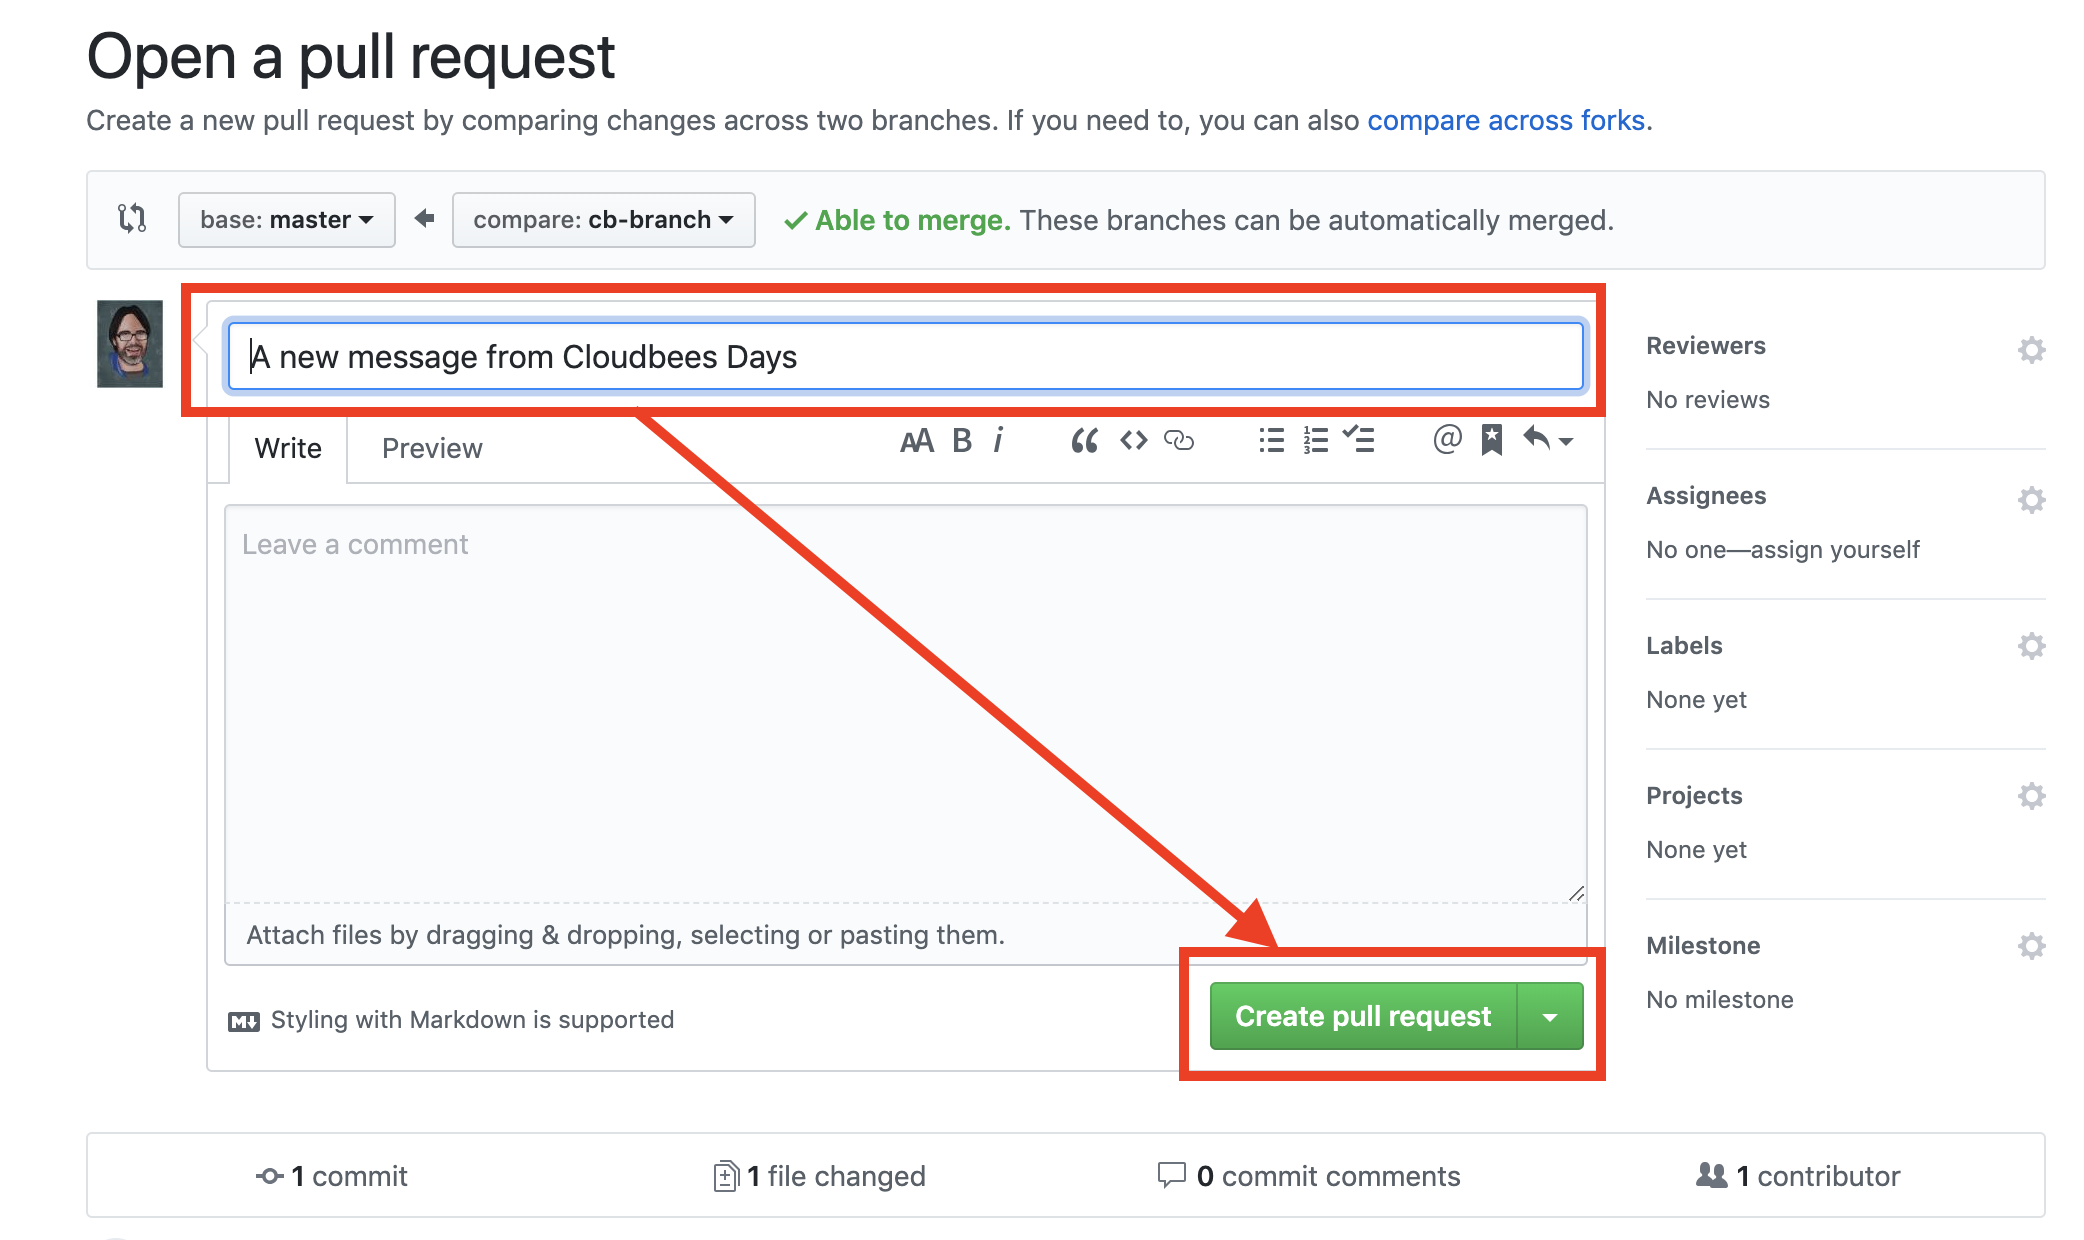 Open a pull request
Create a new pull request by comparing changes across two branches. If you need to, you can also compare across forks.
base: master
compare: cb-branch
Able to merge. These branches can be automatically merged.
A new message from Cloudbees Days
Write
Preview
AA B i
Leave a comment
Attach files by dragging & dropping, selecting or pasting them.
Styling with Markdown is supported
Create pull request
Reviewers
No reviews
Assignees
No one—assign yourself
Labels
None yet
Projects
None yet
Milestone
No milestone
1 commit
1 file changed
0 commit comments
1 contributor